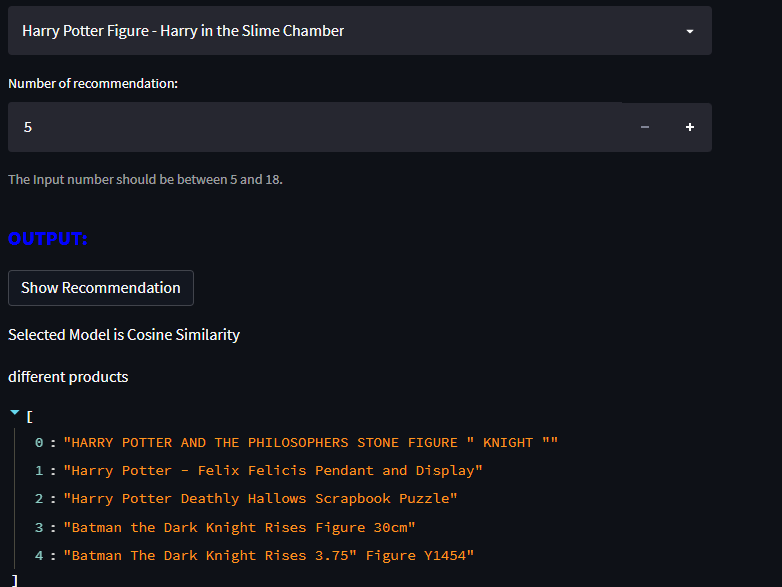 Harry Potter Figure - Harry in the Slime Chamber
Number of recommendation:
5
The Input number should be between 5 and 18.
OUTPUT:
Show Recommendation
Selected Model is Cosine Similarity
different products
[
0 : "HARRY POTTER AND THE PHILOSOPHERS STONE FIGURE " KNIGHT ""
1 : "Harry Potter - Felix Felicis Pendant and Display"
2 : "Harry Potter Deathly Hallows Scrapbook Puzzle"
3 : "Batman the Dark Knight Rises Figure 30cm"
4 : "Batman The Dark Knight Rises 3.75" Figure Y1454"
]